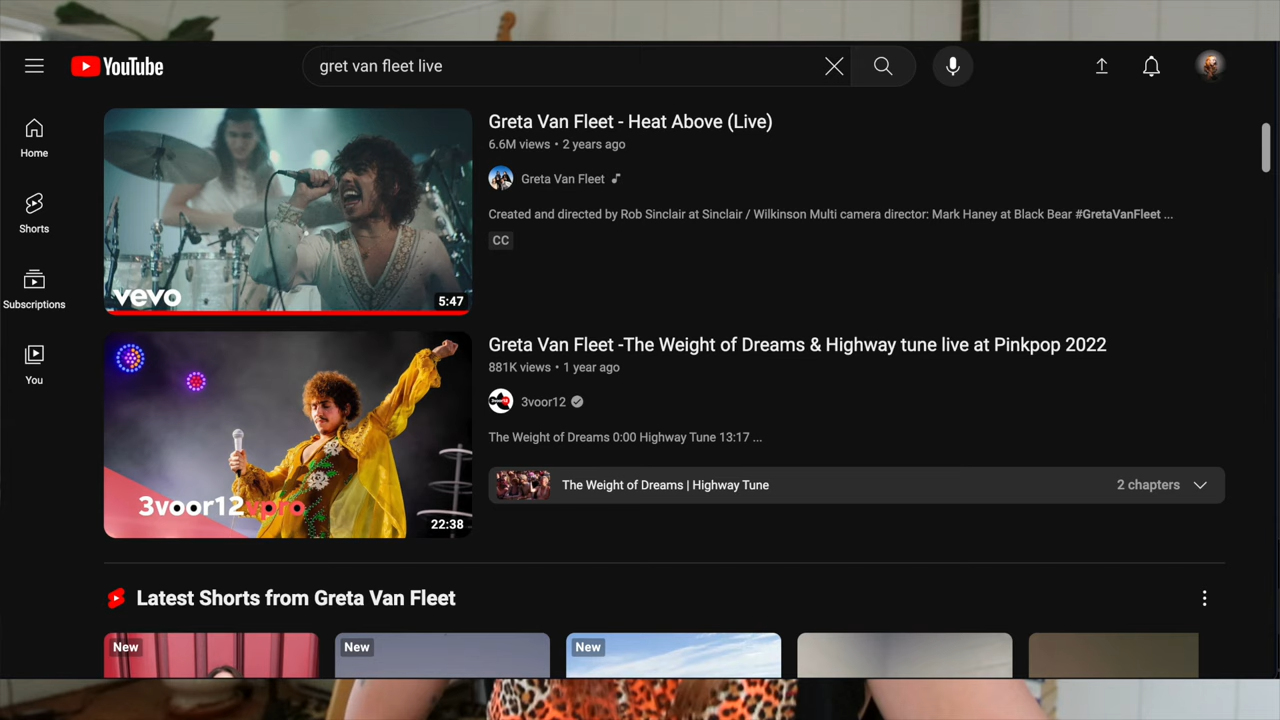 YouTube
gret van fleet live
Home
Shorts
Subscriptions
You
vevo
5:47
Greta Van Fleet - Heat Above (Live)
6.6M views • 2 years ago
Greta Van Fleet
Created and directed by Rob Sinclair at Sinclair / Wilkinson Multi camera director: Mark Haney at Black Bear #GretaVanFleet ...
CC
3voor12vpro
22:38
Greta Van Fleet -The Weight of Dreams & Highway tune live at Pinkpop 2022
881K views • 1 year ago
3voor12
The Weight of Dreams 0:00 Highway Tune 13:17 ...
The Weight of Dreams | Highway Tune
2 chapters
Latest Shorts from Greta Van Fleet
New
New
New